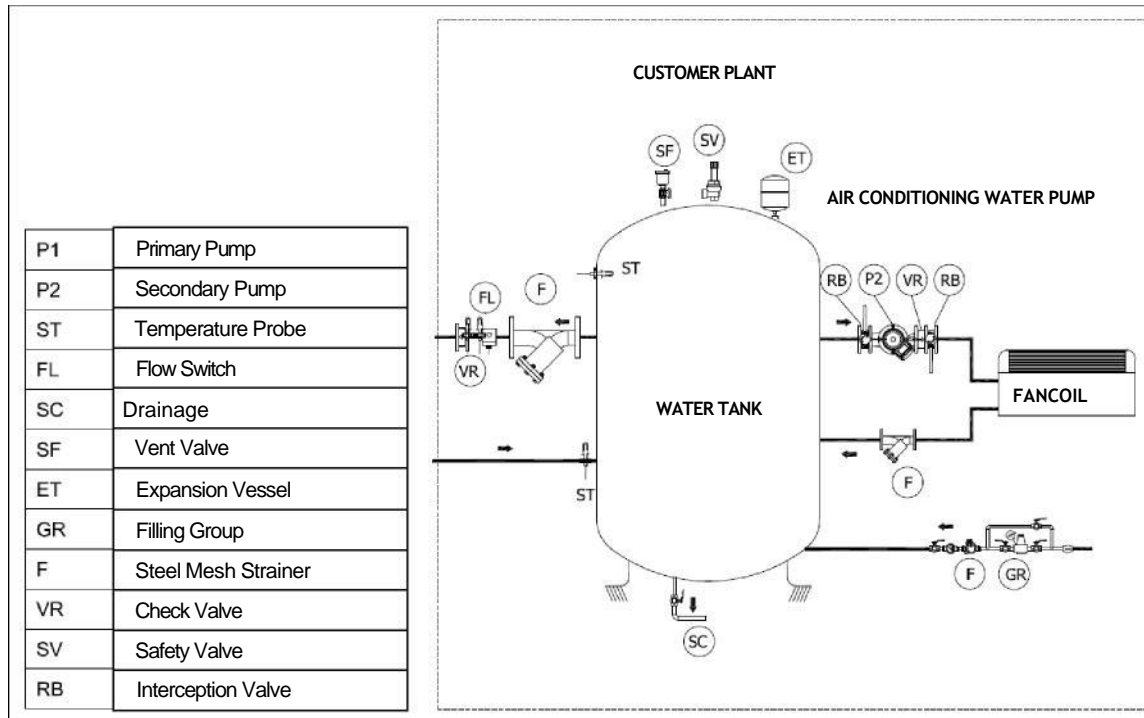 CUSTOMER PLANT
SF
SV
ET
AIR CONDITIONING WATER PUMP
P1 Primary Pump
P2 Secondary Pump
ST Temperature Probe
FL Flow Switch
SC Drainage
SF Vent Valve
ET Expansion Vessel
GR Filling Group
F Steel Mesh Strainer
VR Check Valve
SV Safety Valve
RB Interception Valve
ST
FL
F
VR
RB
P2
VR
RB
WATER TANK
FANCOIL
F
ST
F
GR
SC